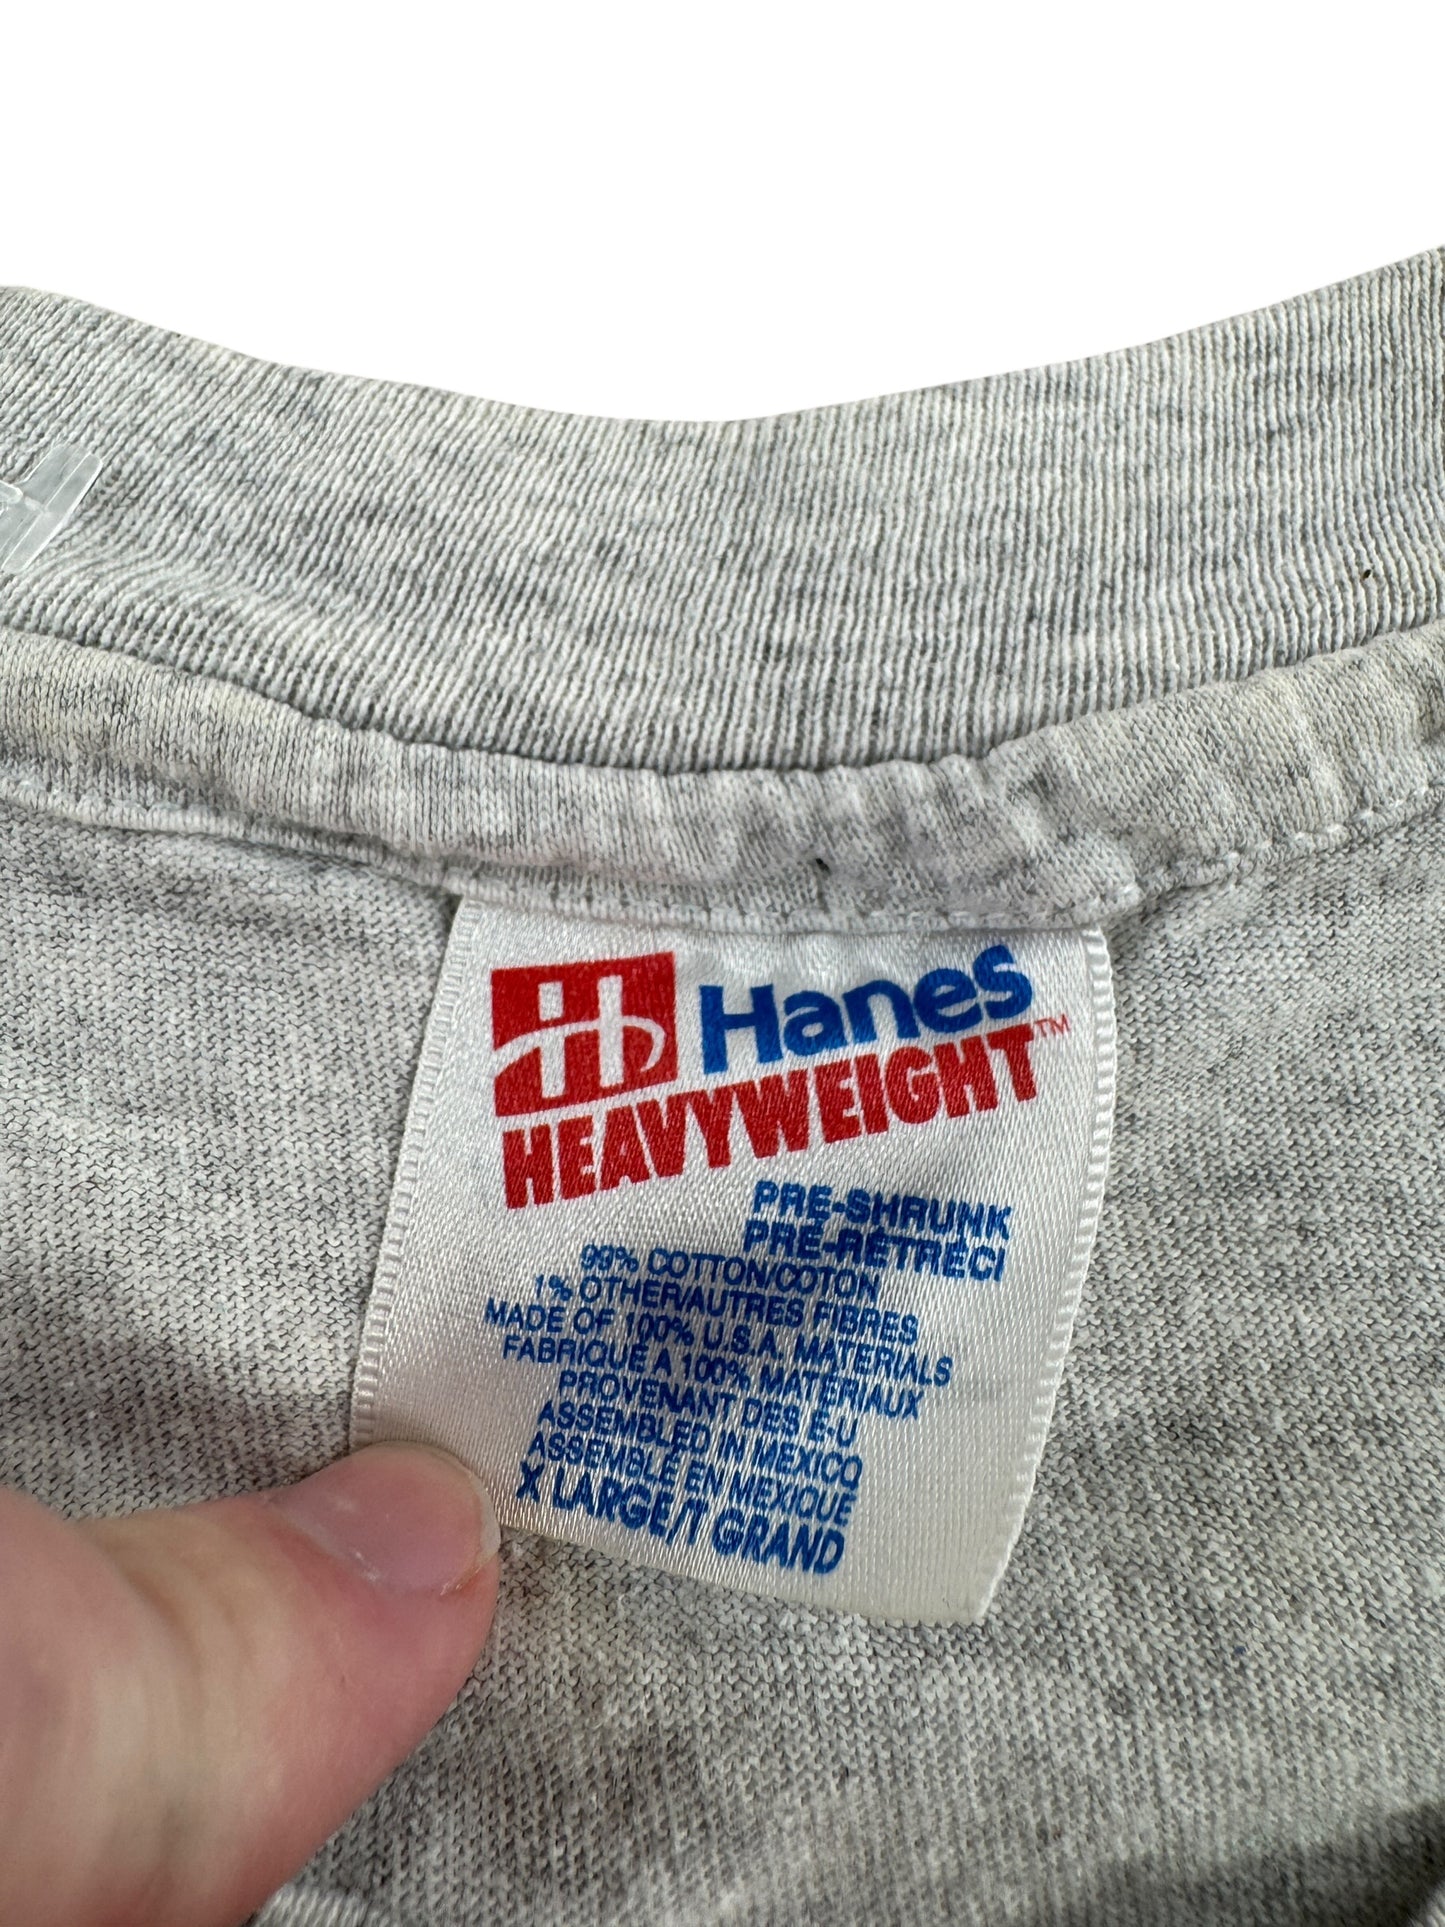 Hanes
HEAVYWEIGHT™
PRE-SHRUNK
PRÉ-RÉTRÉCI
99% COTTON/COTON
1% OTHER/AUTRES FIBRES
MADE OF 100% U.S.A. MATERIALS
FABRIQUÉ A 100% MATÉRIAUX
PROVENANT DES É-U
ASSEMBLED IN MEXICO
ASSEMBLÉ EN MEXIQUE
X LARGE/T GRAND